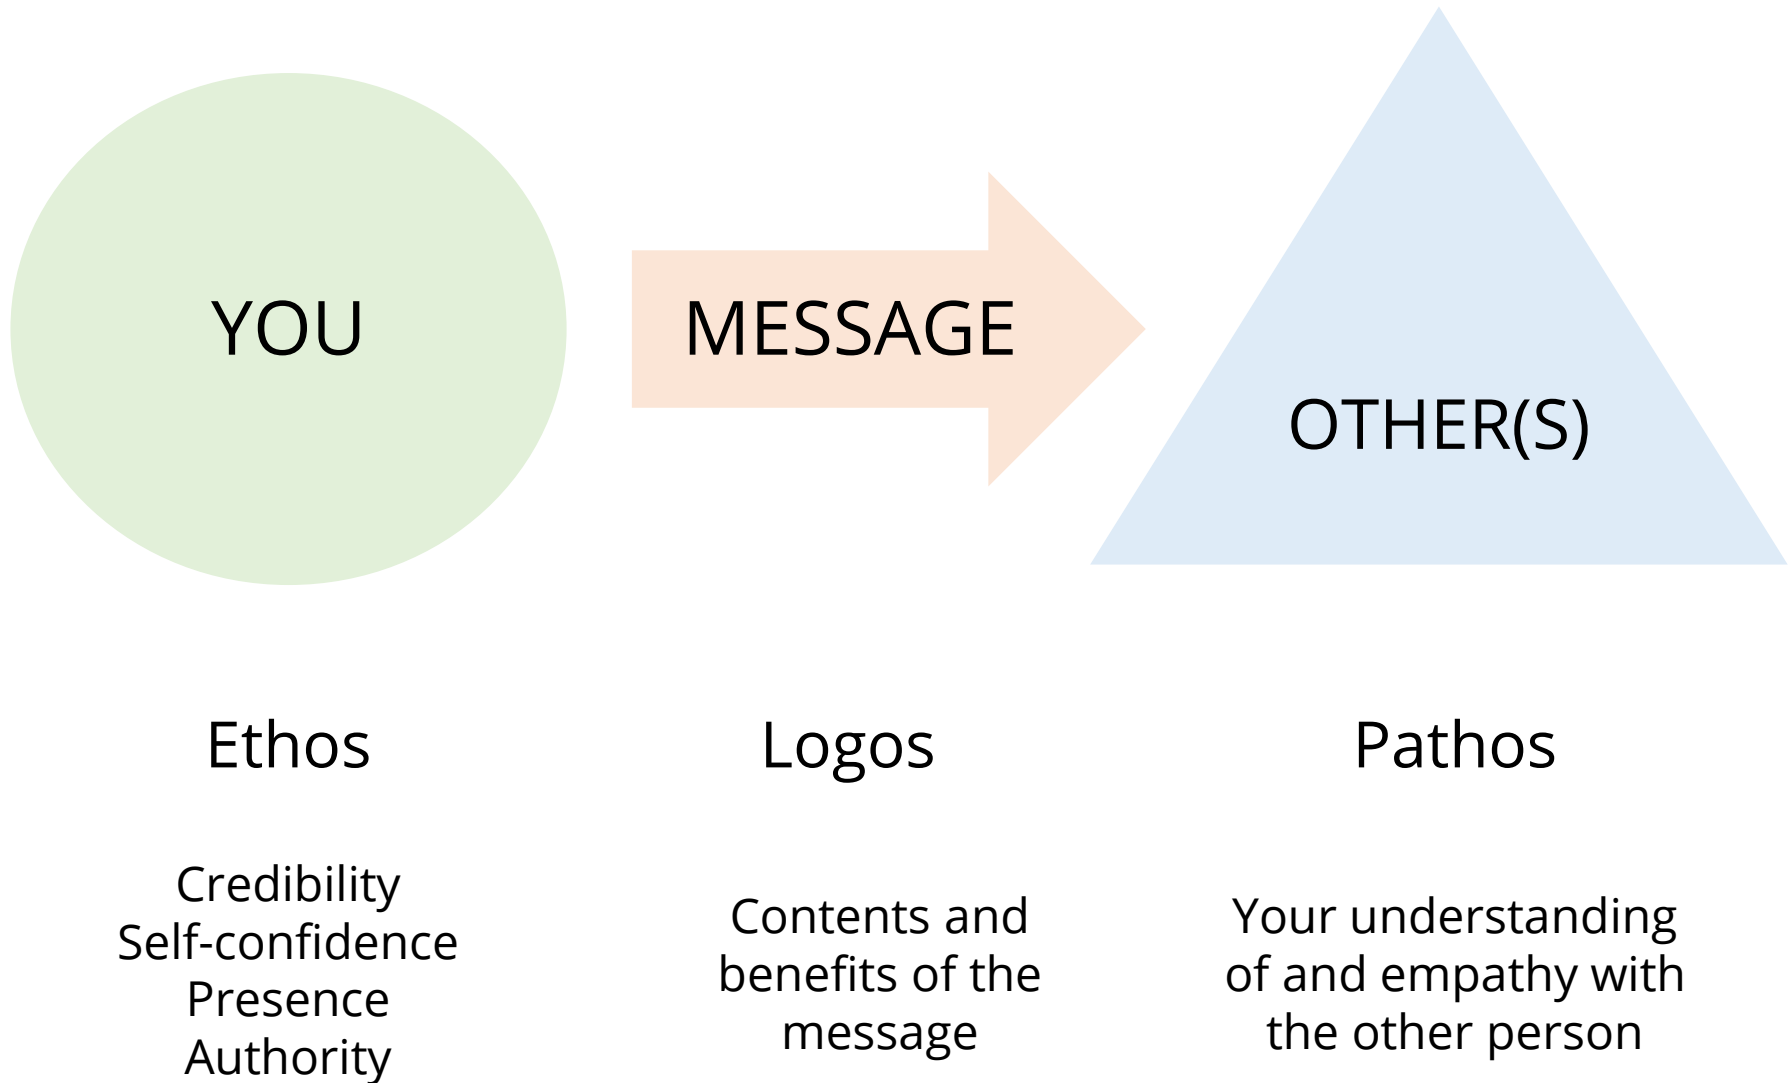 YOU
MESSAGE
OTHER(S)
Ethos
Logos
Pathos
Credibility
Self-confidence
Presence
Authority
Contents and
benefits of the
message
Your understanding
of and empathy with
the other person